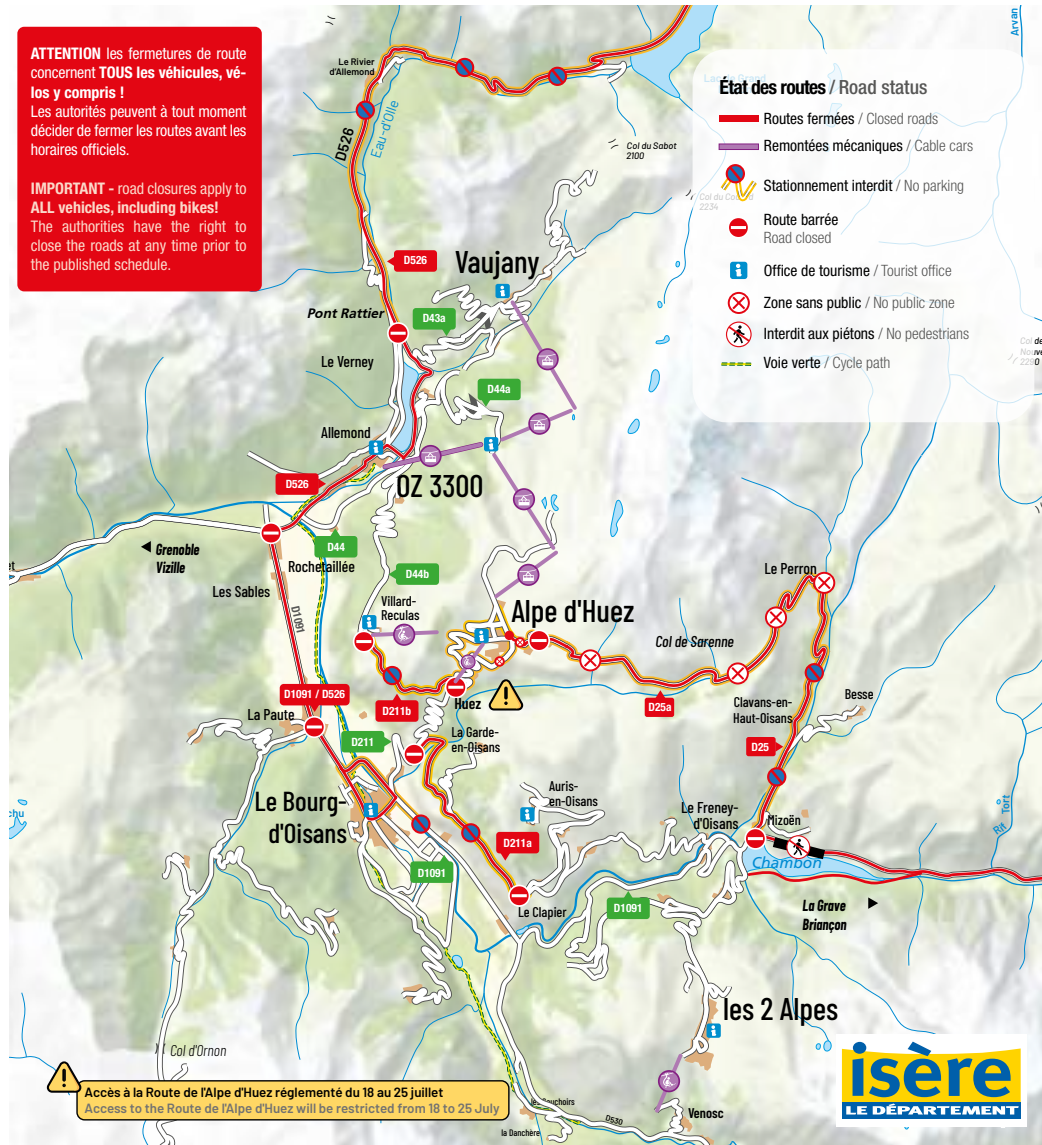 ATTENTION les fermetures de route
concernent TOUS les véhicules, vé-
los y compris !
Les autorités peuvent à tout moment
décider de fermer les routes avant les
horaires officiels.
IMPORTANT - road closures apply to
ALL vehicles, including bikes!
The authorities have the right to
close the roads at any time prior to
the published schedule.
État des routes / Road status
Routes fermées / Closed roads
Remontées mécaniques / Cable cars
Stationnement interdit / No parking
Route barrée
Road closed
Office de tourisme / Tourist office
Zone sans public / No public zone
Interdit aux piétons / No pedestrians
Voie verte / Cycle path
Arvan
Le Rivier
d'Allemond
D526
Eau-d'Olle
Col du Sabot
2100
2234
D526
Vaujany
Pont Rattier
D43a
Le Verney
D44a
Allemond
OZ 3300
D526
Grenoble
Vizille
D44
Rochetaillée
D44b
Les Sables
D1091
Villard-
Reculas
Alpe d'Huez
Le Perron
Col de Sarenne
D1091 / D526
D211b
Huez
D25a
Clavans-en-
Haut-Oisans
Besse
La Paute
D211
La Garde-
en-Oisans
D25
Le Bourg-
d'Oisans
Auris-
en-Oisans
Le Freney-
d'Oisans
Mizoën
Rif Tort
D211a
Chambon
D1091
Le Clapier
D1091
La Grave
Briançon
les 2 Alpes
Col d'Ornon
Accès à la Route de l'Alpe d'Huez réglementé du 18 au 25 juillet
Access to the Route de l'Alpe d'Huez will be restricted from 18 to 25 July
la Danchère
D530
Venosc
isère
LE DÉPARTEMENT